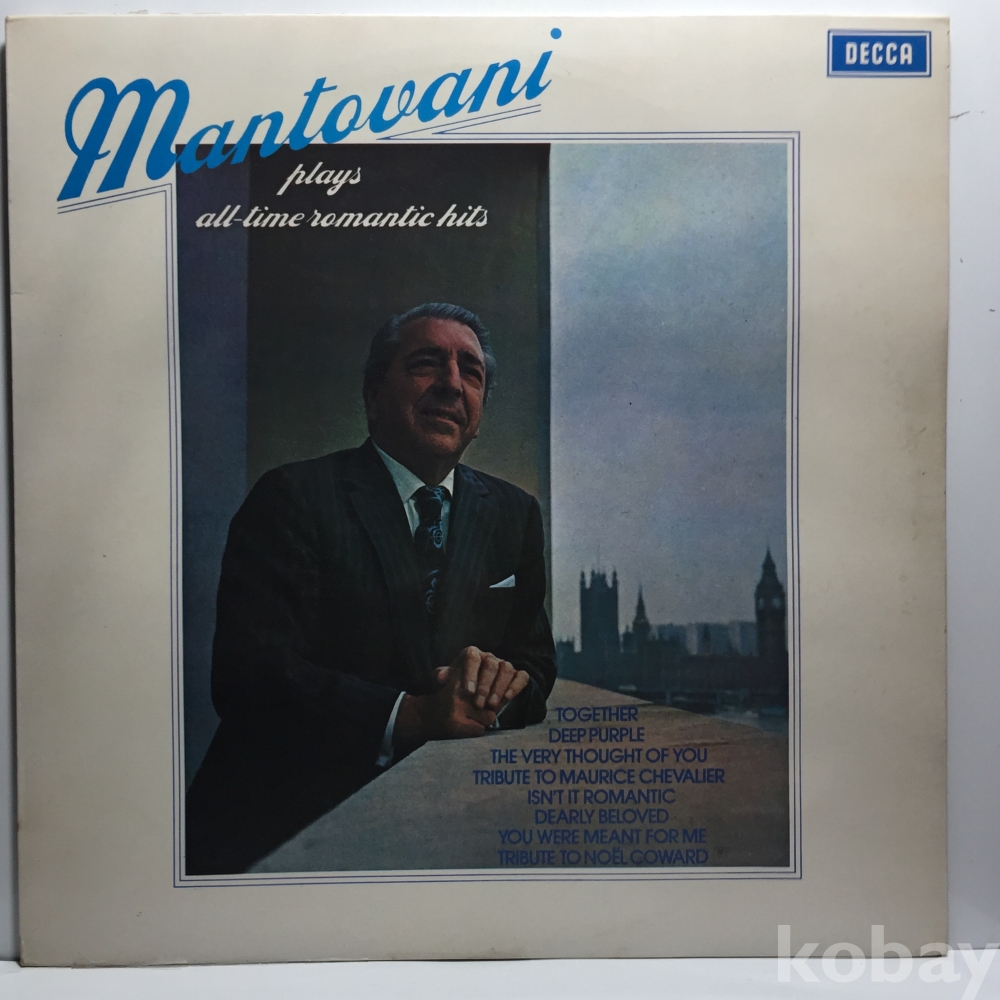 Mantovani
DECCA
plays
all-time romantic hits
TOGETHER
DEEP PURPLE
THE VERY THOUGHT OF YOU
TRIBUTE TO MAURICE CHEVALIER
ISN'T IT ROMANTIC
DEARLY BELOVED
YOU WERE MEANT FOR ME
TRIBUTE TO NOËL COWARD
kobay